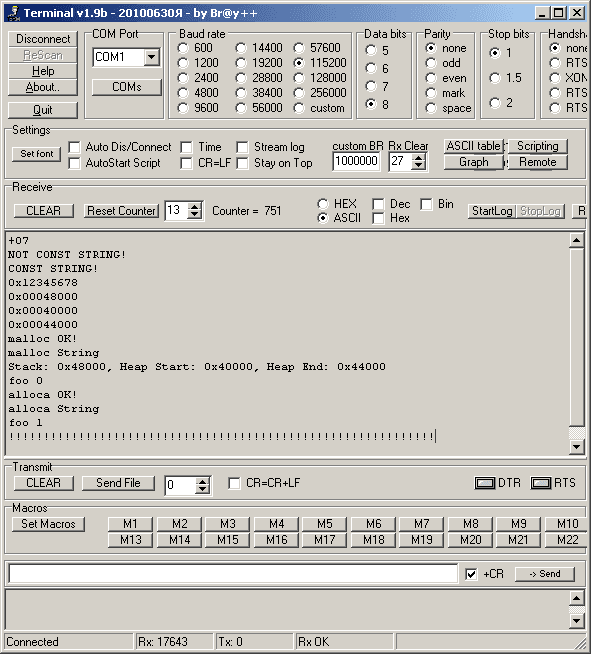 Terminal v1.9b - 20100630Я - by Br@y++
Disconnect
ReScan
Help
About..
Quit
COM Port
COM1
COMs
Baud rate
600 14400 57600
1200 19200 115200
2400 28800 128000
4800 38400 256000
9600 56000 custom
Data bits
5
6
7
8
Parity
none
odd
even
mark
space
Stop bits
1
1.5
2
Handsha
none
RTS
XON
RTS
RTS
Settings
Set font
Auto Dis/Connect Time Stream log
AutoStart Script CR=LF Stay on Top
custom BR Rx Clear
1000000 27
ASCII table Scripting
Graph Remote
Receive
CLEAR Reset Counter 13 Counter = 751
HEX Dec Bin
ASCII Hex
StartLog StopLog R
+07
NOT CONST STRING!
CONST STRING!
0x12345678
0x00048000
0x00040000
0x00044000
malloc OK!
malloc String
Stack: 0x48000, Heap Start: 0x40000, Heap End: 0x44000
foo 0
alloca OK!
alloca String
foo 1
!!!!!!!!!!!!!!!!!!!!!!!!!!!!!!!!!!!!!!!!!!!!!!!!!!!!!!!!!!!!!
Transmit
CLEAR Send File 0 CR=CR+LF DTR RTS
Macros
Set Macros M1 M2 M3 M4 M5 M6 M7 M8 M9 M10
M13 M14 M15 M16 M17 M18 M19 M20 M21 M22
+CR -> Send
Connected Rx: 17643 Tx: 0 Rx OK